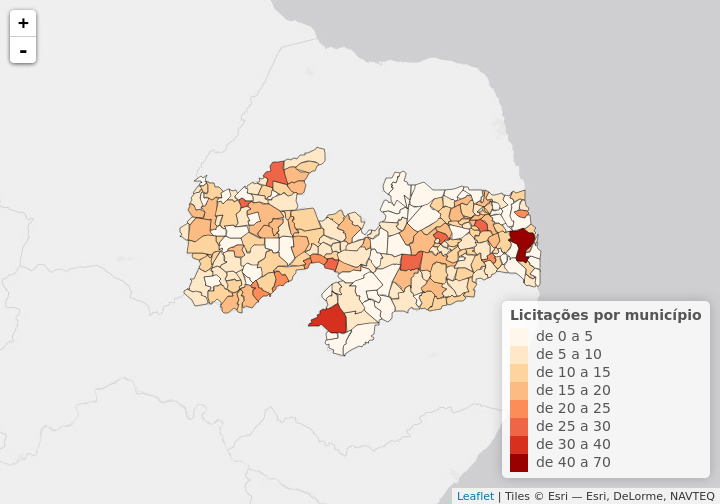 +
-
Licitações por município
de 0 a 5
de 5 a 10
de 10 a 15
de 15 a 20
de 20 a 25
de 25 a 30
de 30 a 40
de 40 a 70
Leaflet | Tiles © Esri — Esri, DeLorme, NAVTEQ